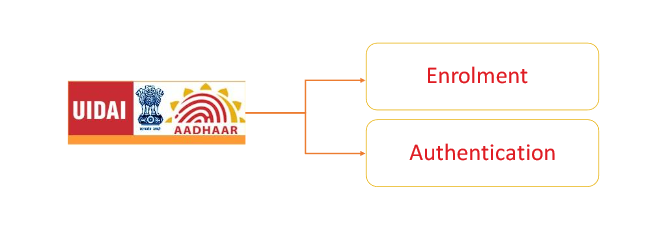 UIDAI
AADHAAR
Enrolment
Authentication